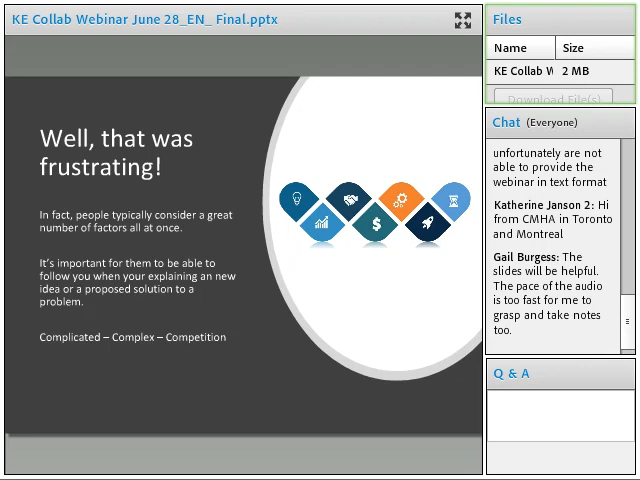 KE Collab Webinar June 28_EN_ Final.pptx
Well, that was
frustrating!
In fact, people typically consider a great
number of factors all at once.
It's important for them to be able to
follow you when your explaining an new
idea or a proposed solution to a
problem.
Complicated – Complex – Competition
$
Files
Name Size
KE Collab W 2 MB
Download File(s)
Chat (Everyone)
unfortunately are not
able to provide the
webinar in text format
Katherine Janson 2: Hi
from CMHA in Toronto
and Montreal
Gail Burgess: The
slides will be helpful.
The pace of the audio
is too fast for me to
grasp and take notes
too.
Q & A